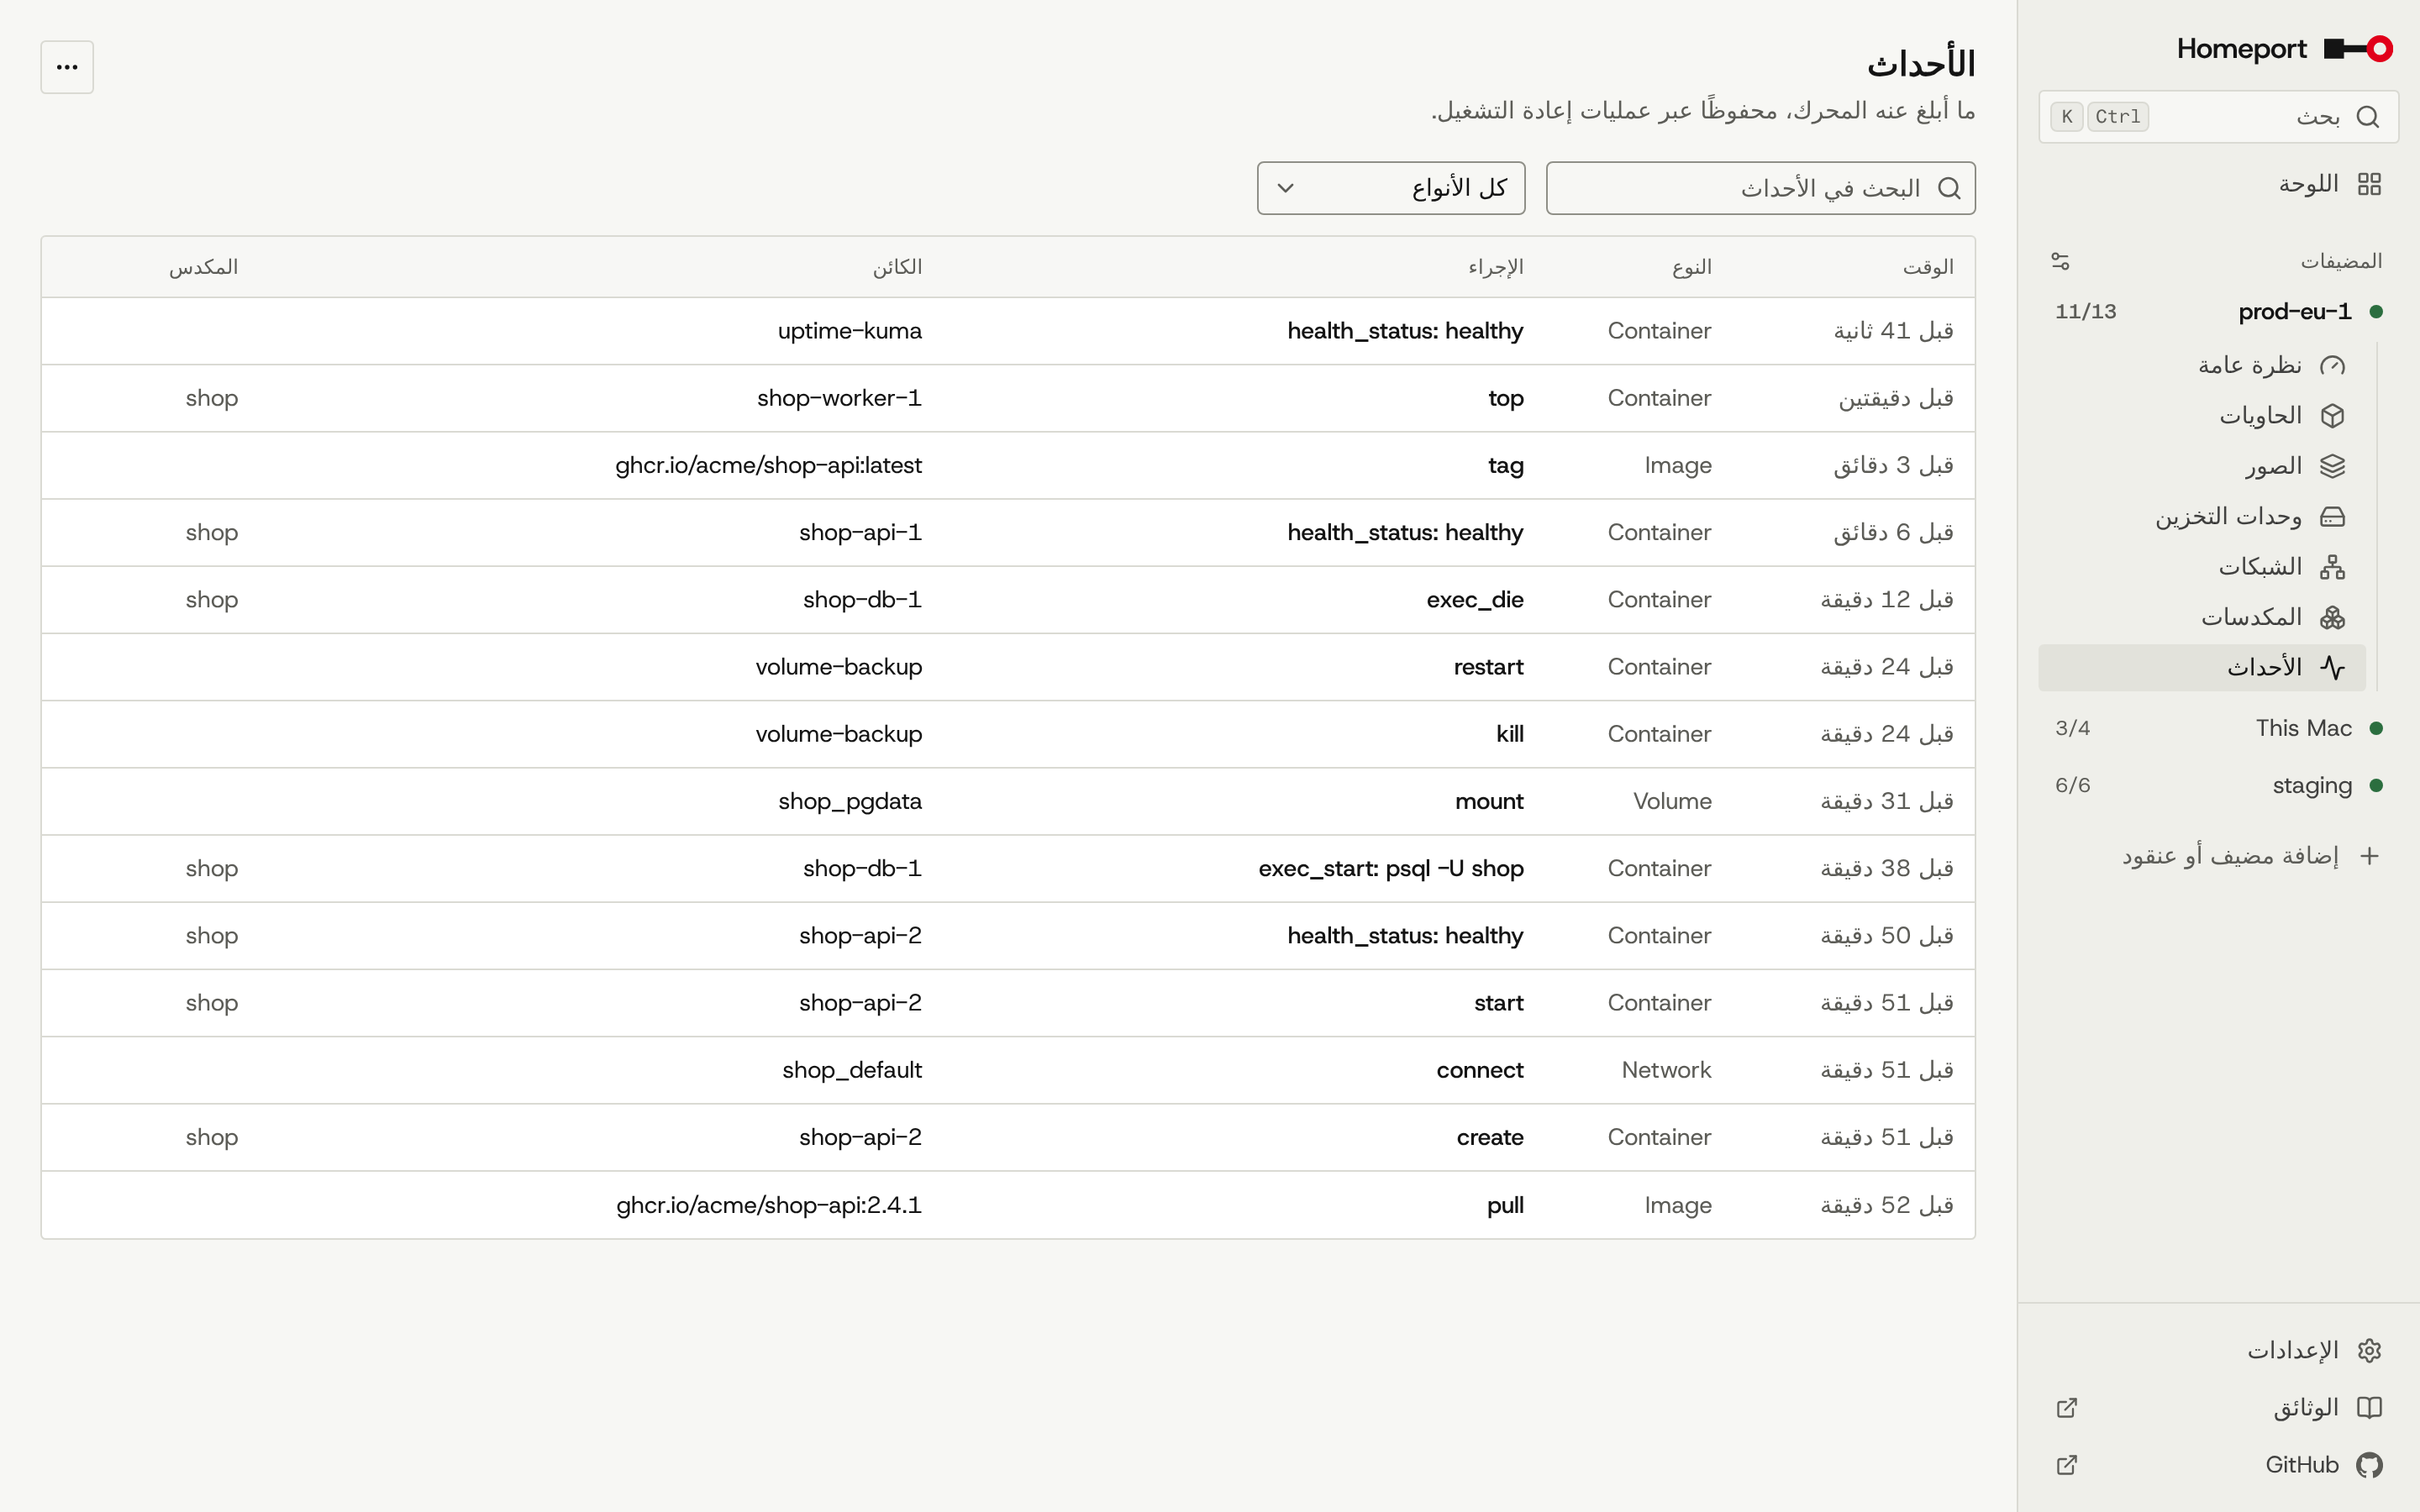 Homeport
بحث Ctrl K
اللوحة
المضيفات
prod-eu-1 11/13
نظرة عامة
الحاويات
الصور
وحدات التخزين
الشبكات
المكدسات
الأحداث
This Mac 3/4
staging 6/6
إضافة مضيف أو عنقود
الإعدادات
الوثائق
GitHub
الأحداث
ما أبلغ عنه المحرك، محفوظًا عبر عمليات إعادة التشغيل.
البحث في الأحداث كل الأنواع
الوقت النوع الإجراء الكائن المكدس
قبل 41 ثانية Container health_status: healthy uptime-kuma
قبل دقيقتين Container top shop-worker-1 shop
قبل 3 دقائق Image tag ghcr.io/acme/shop-api:latest
قبل 6 دقائق Container health_status: healthy shop-api-1 shop
قبل 12 دقيقة Container exec_die shop-db-1 shop
قبل 24 دقيقة Container restart volume-backup
قبل 24 دقيقة Container kill volume-backup
قبل 31 دقيقة Volume mount shop_pgdata
قبل 38 دقيقة Container exec_start: psql -U shop shop-db-1 shop
قبل 50 دقيقة Container health_status: healthy shop-api-2 shop
قبل 51 دقيقة Container start shop-api-2 shop
قبل 51 دقيقة Network connect shop_default
قبل 51 دقيقة Container create shop-api-2 shop
قبل 52 دقيقة Image pull ghcr.io/acme/shop-api:2.4.1